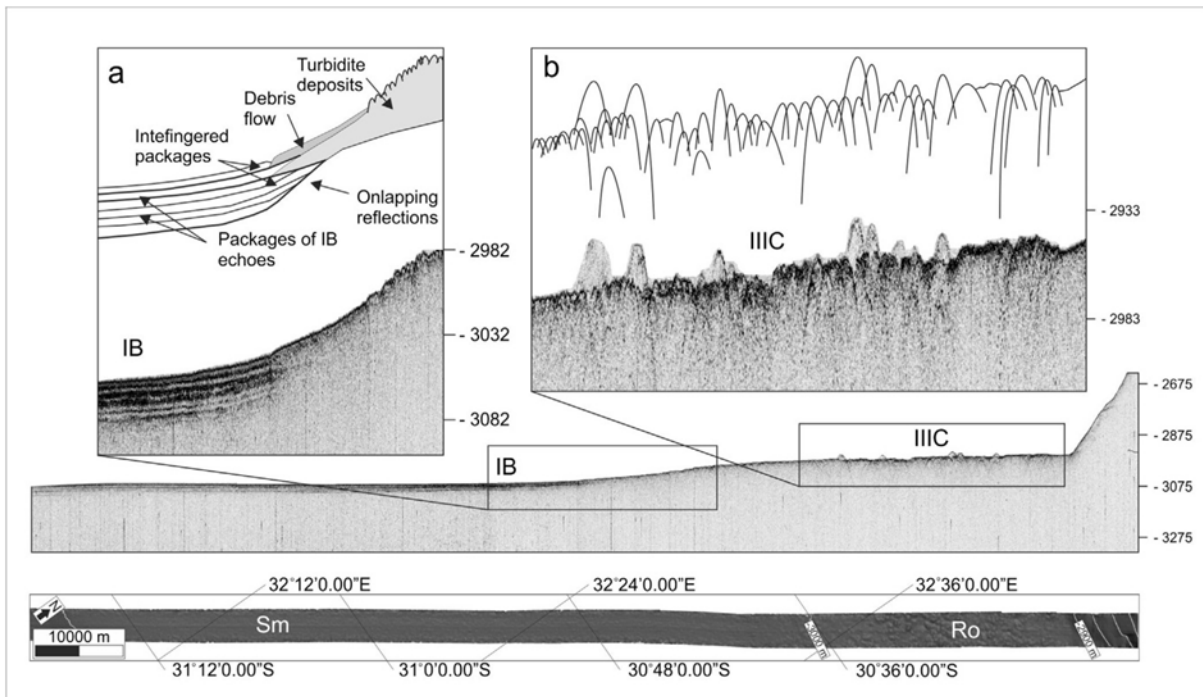 a
Turbidite
deposits
Debris
flow
Intefingered
packages
Onlapping
reflections
Packages of IB
echoes
- 2982
IB
- 3032
- 3082
b
- 2933
IIIC
- 2983
- 2675
IIIC
- 2875
IB
- 3075
- 3275
32°12'0.00"E
32°24'0.00"E
32°36'0.00"E
N
Sm
-3000 m
Ro
10000 m
31°12'0.00"S
31°0'0.00"S
30°48'0.00"S
30°36'0.00"S